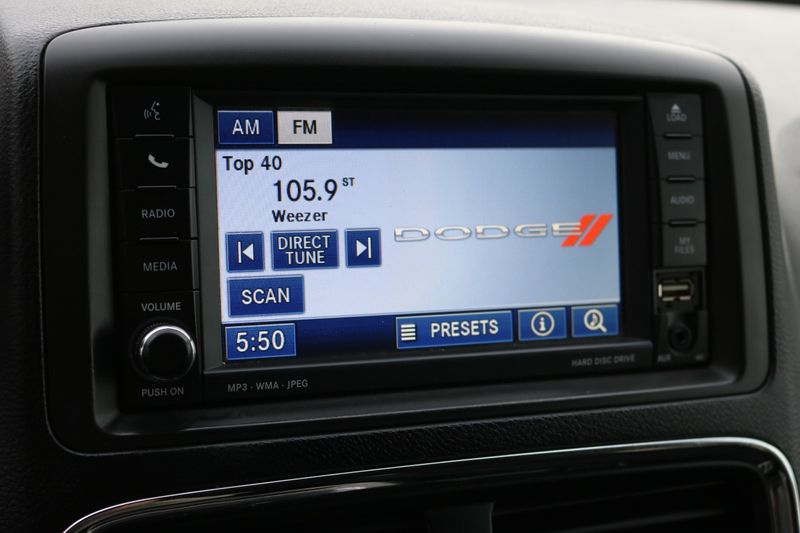 AM FM
Top 40
105.9 ST
Weezer
DIRECT
TUNE
SCAN
5:50
PRESETS
DODGE
RADIO
MEDIA
VOLUME
PUSH ON
MP3 - WMA - JPEG
LOAD
MENU
AUDIO
MY
FILES
AUX
HARD DISC DRIVE